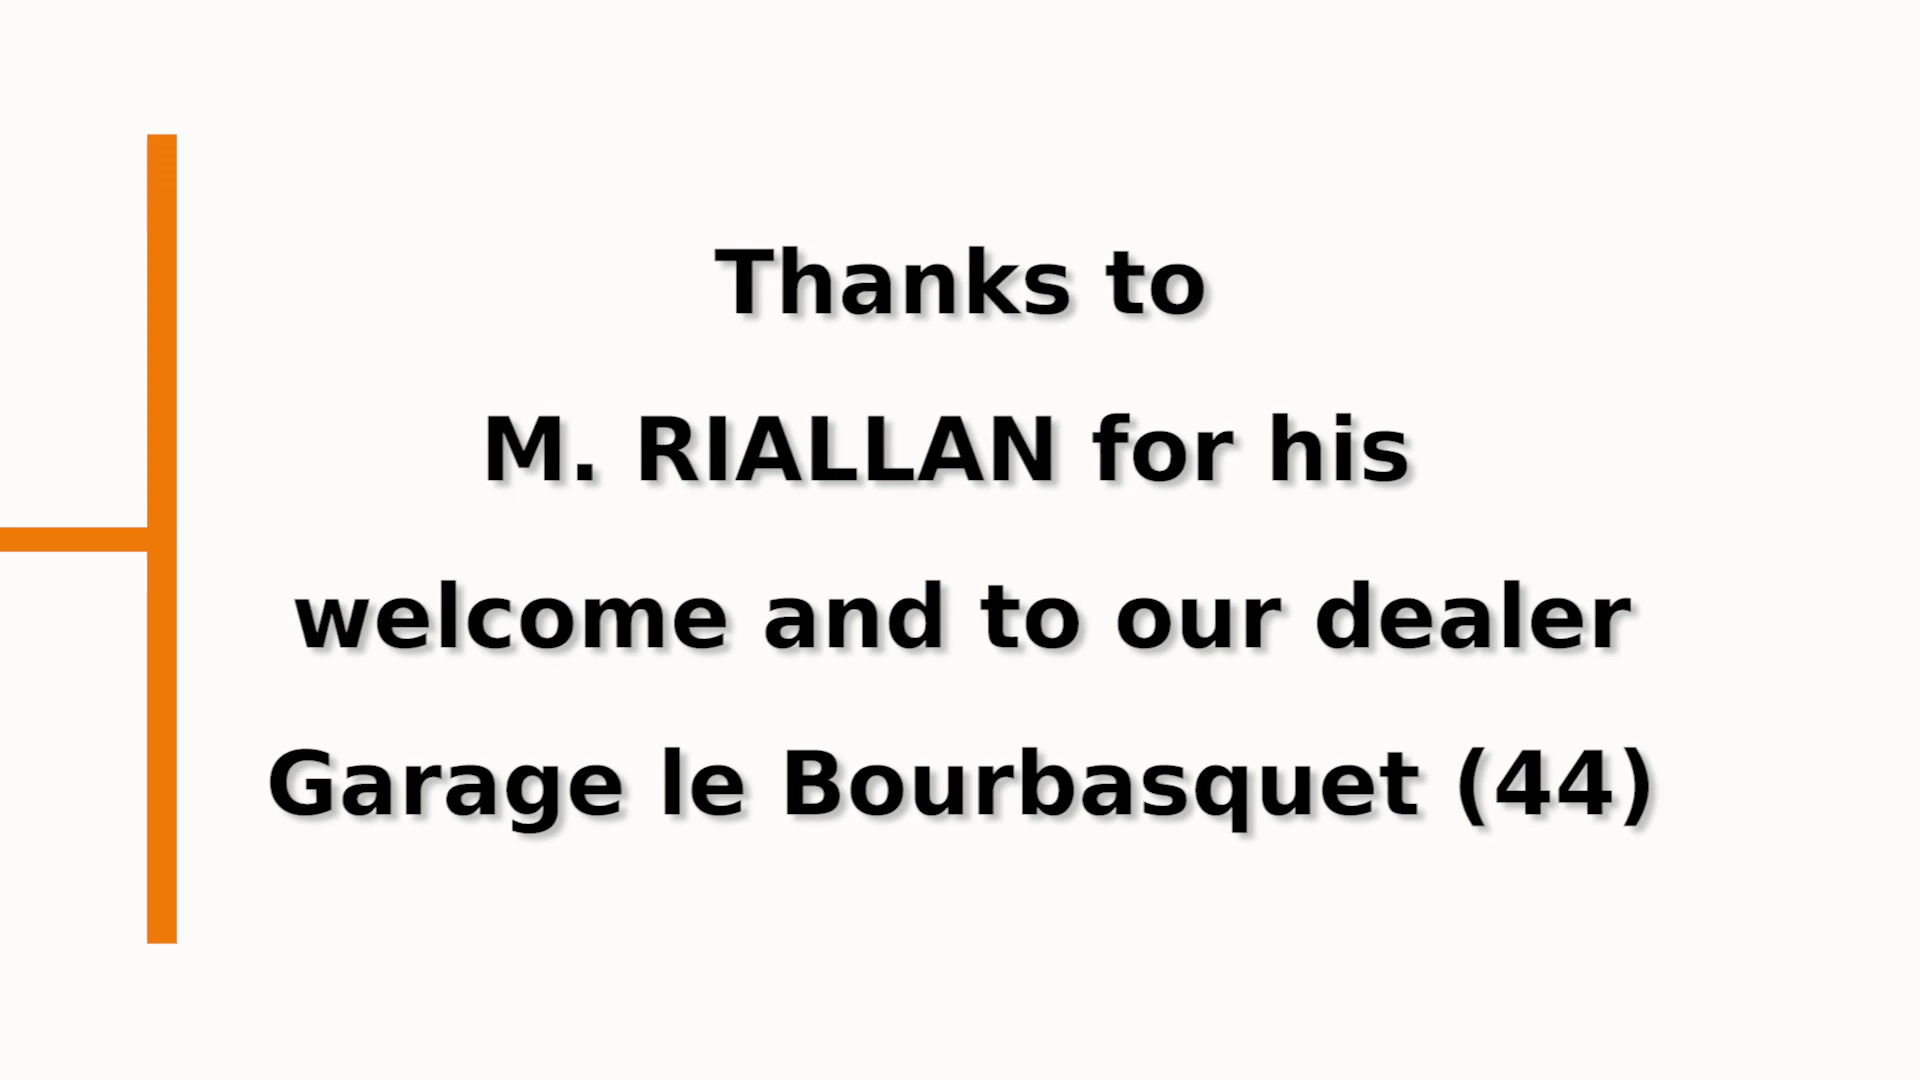 Thanks to
M. RIALLAN for his
welcome and to our dealer
Garage le Bourbasquet (44)